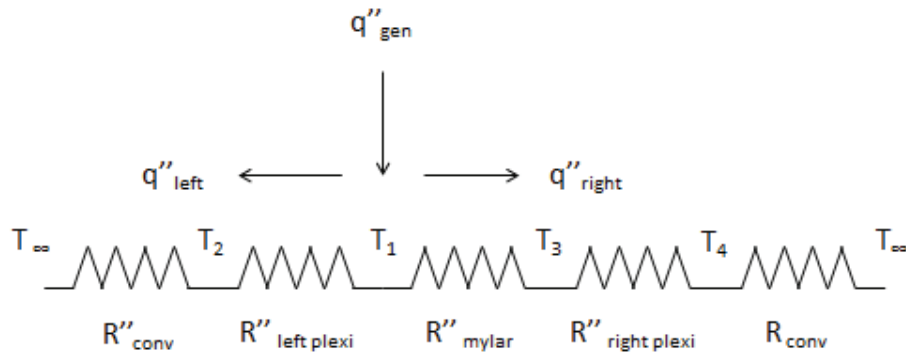 q″gen
q″left q″right
T∞ T2 T1 T3 T4 T∞
R″conv R″left plexi R″mylar R″right plexi Rconv